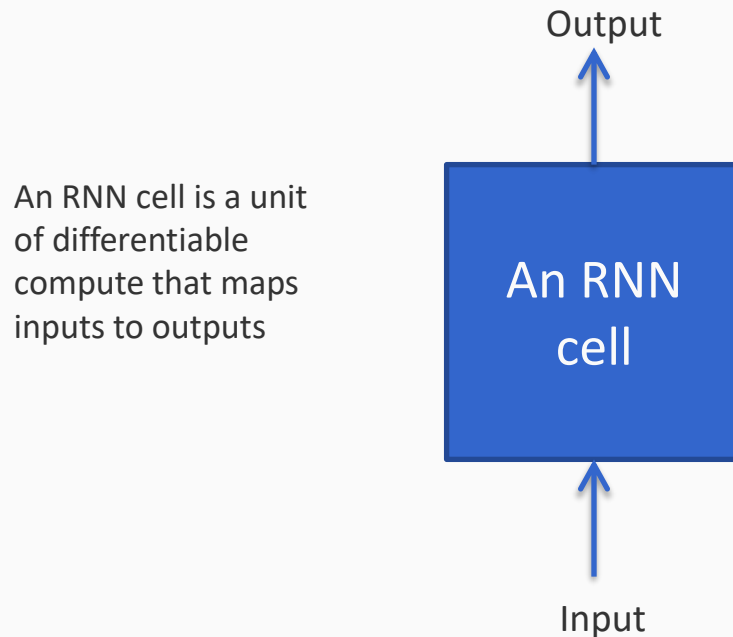 Output
An RNN cell is a unit
of differentiable
compute that maps
inputs to outputs
An RNN
cell
Input